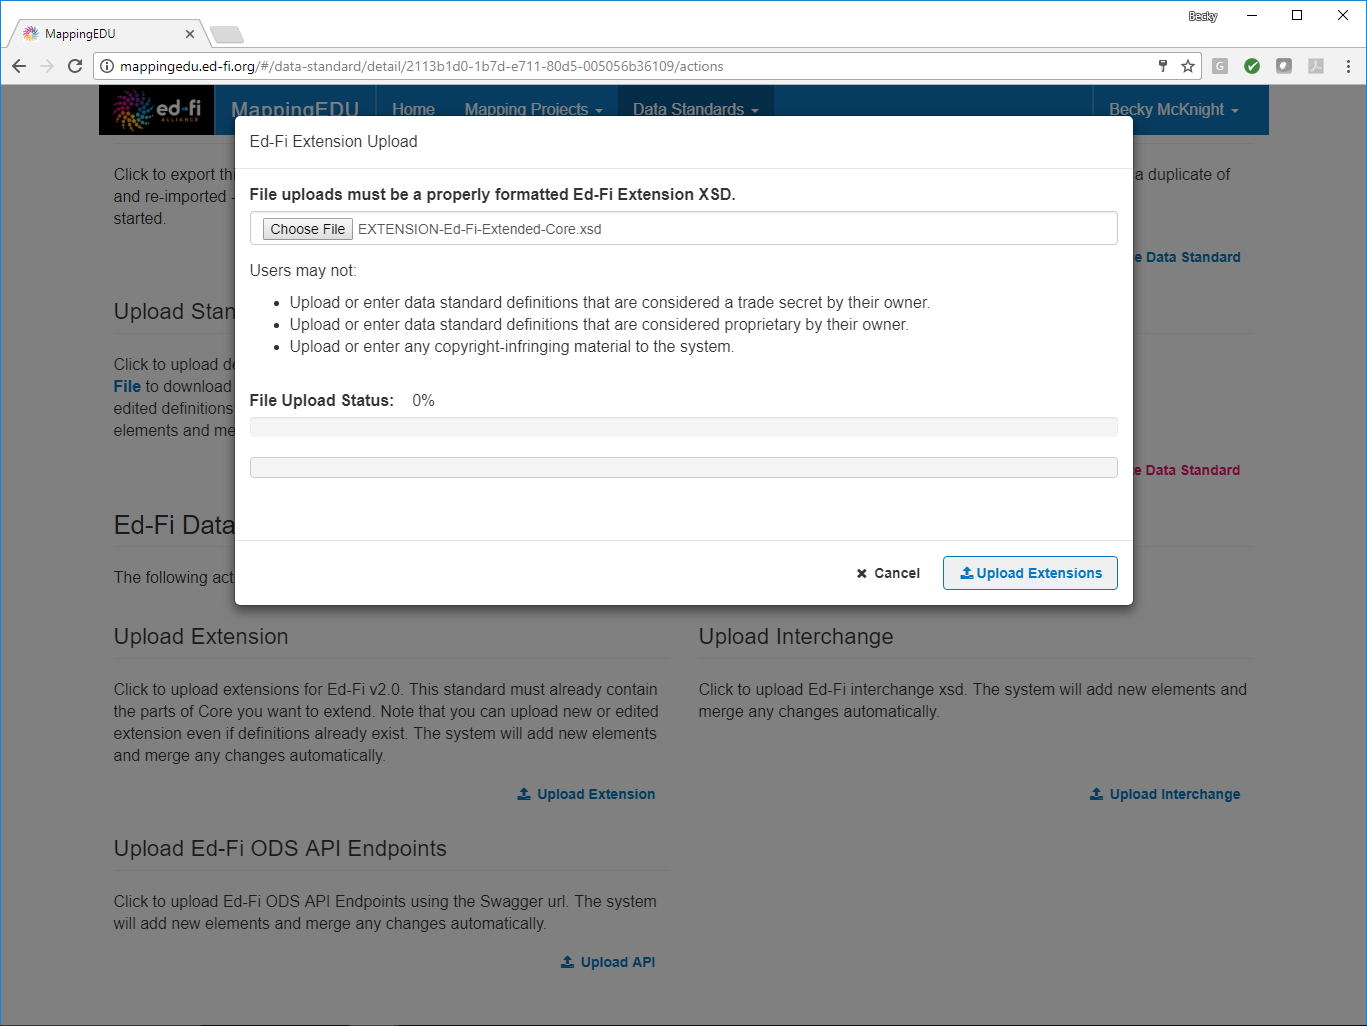 Becky
MappingEDU
mappingedu.ed-fi.org/#/data-standard/detail/2113b1d0-1b7d-e711-80d5-005056b36109/actions
ed-fi
ALLIANCE
MappingEDU
Home
Mapping Projects
Data Standards
Becky McKnight
Ed-Fi Extension Upload
Click to export thi
a duplicate of
and re-imported -
started.
File uploads must be a properly formatted Ed-Fi Extension XSD.
Choose File EXTENSION-Ed-Fi-Extended-Core.xsd
e Data Standard
Users may not:
Upload or enter data standard definitions that are considered a trade secret by their owner.
Upload or enter data standard definitions that are considered proprietary by their owner.
Upload or enter any copyright-infringing material to the system.
Upload Stan
Click to upload de
File to download
edited definitions
elements and me
File Upload Status: 0%
e Data Standard
Ed-Fi Data
The following act
Cancel
Upload Extensions
Upload Extension
Click to upload extensions for Ed-Fi v2.0. This standard must already contain
the parts of Core you want to extend. Note that you can upload new or edited
extension even if definitions already exist. The system will add new elements
and merge any changes automatically.
Upload Extension
Upload Interchange
Click to upload Ed-Fi interchange xsd. The system will add new elements and
merge any changes automatically.
Upload Interchange
Upload Ed-Fi ODS API Endpoints
Click to upload Ed-Fi ODS API Endpoints using the Swagger url. The system
will add new elements and merge any changes automatically.
Upload API